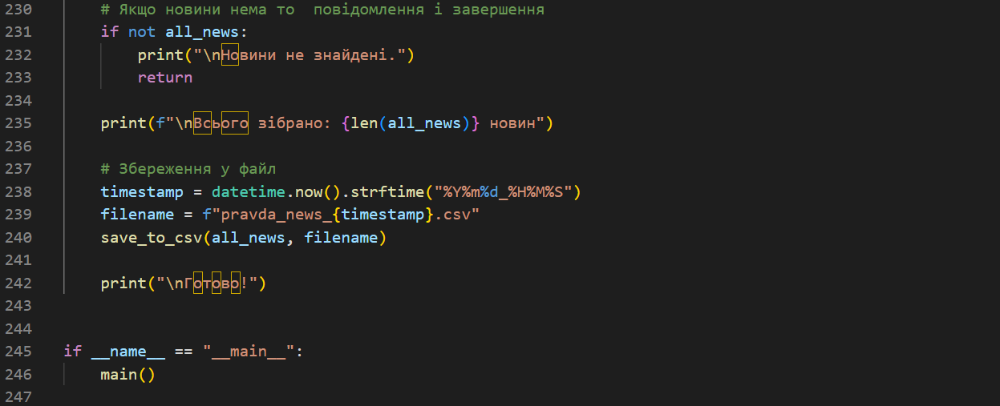 230 # Якщо новини нема то  повідомлення і завершення
231 if not all_news:
232 print("\nНовини не знайдені.")
233 return
234
235 print(f"\nВсього зібрано: {len(all_news)} новин")
236
237 # Збереження у файл
238 timestamp = datetime.now().strftime("%Y%m%d_%H%M%S")
239 filename = f"pravda_news_{timestamp}.csv"
240 save_to_csv(all_news, filename)
241
242 print("\nГотово!")
243
244
245 if __name__ == "__main__":
246 main()
247